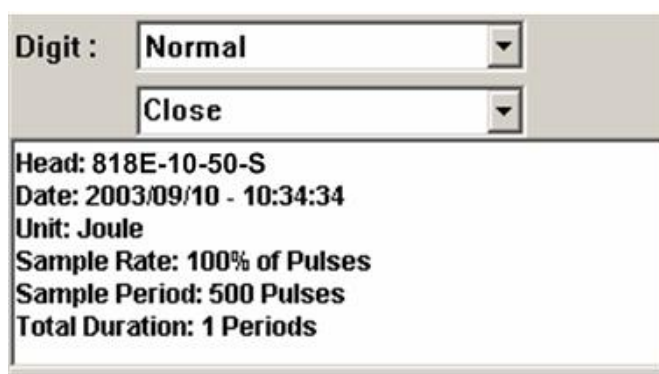 Digit : Normal
Close
Head: 818E-10-50-S
Date: 2003/09/10 - 10:34:34
Unit: Joule
Sample Rate: 100% of Pulses
Sample Period: 500 Pulses
Total Duration: 1 Periods